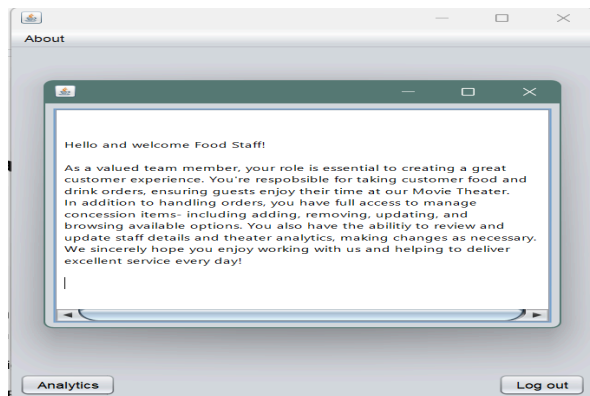 About
Hello and welcome Food Staff!
As a valued team member, your role is essential to creating a great
customer experience. You're respobsible for taking customer food and
drink orders, ensuring guests enjoy their time at our Movie Theater.
In addition to handling orders, you have full access to manage
concession items- including adding, removing, updating, and
browsing available options. You also have the abilitiy to review and
update staff details and theater analytics, making changes as necessary.
We sincerely hope you enjoy working with us and helping to deliver
excellent service every day!
Analytics
Log out